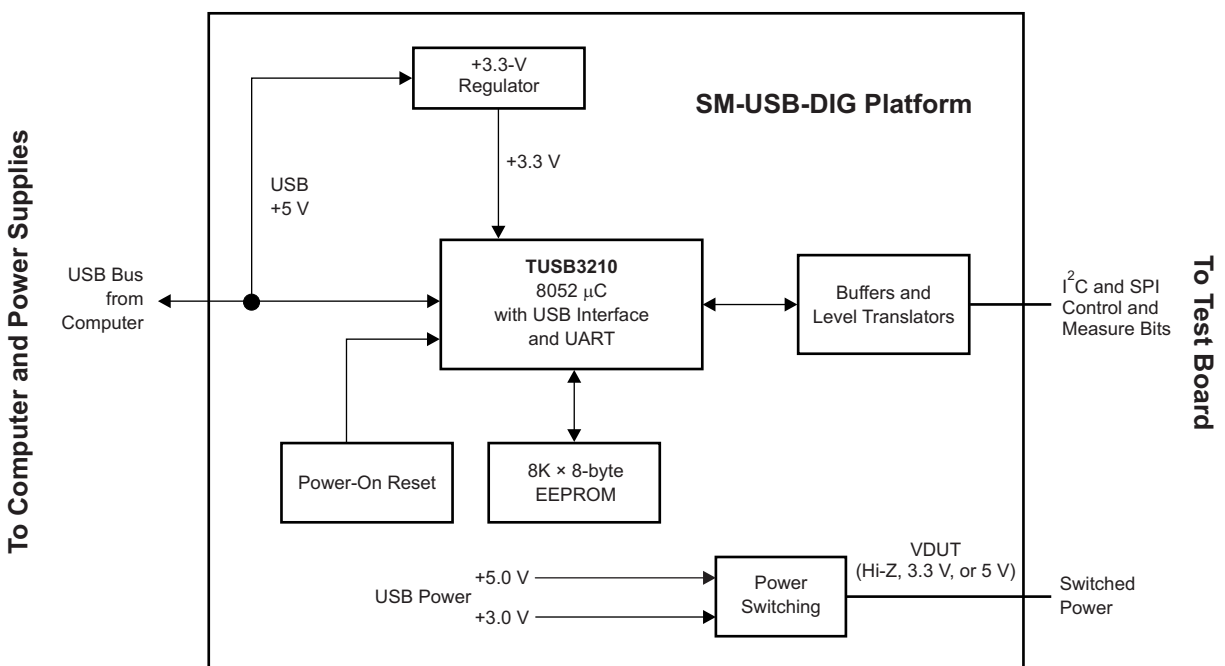 To Computer and Power Supplies
+3.3-V
Regulator
SM-USB-DIG Platform
+3.3 V
USB
+5 V
USB Bus
from
Computer
TUSB3210
8052 μC
with USB Interface
and UART
Buffers and
Level Translators
I²C and SPI
Control and
Measure Bits
To Test Board
Power-On Reset
8K × 8-byte
EEPROM
USB Power
+5.0 V
+3.0 V
Power
Switching
VDUT
(Hi-Z, 3.3 V, or 5 V)
Switched
Power